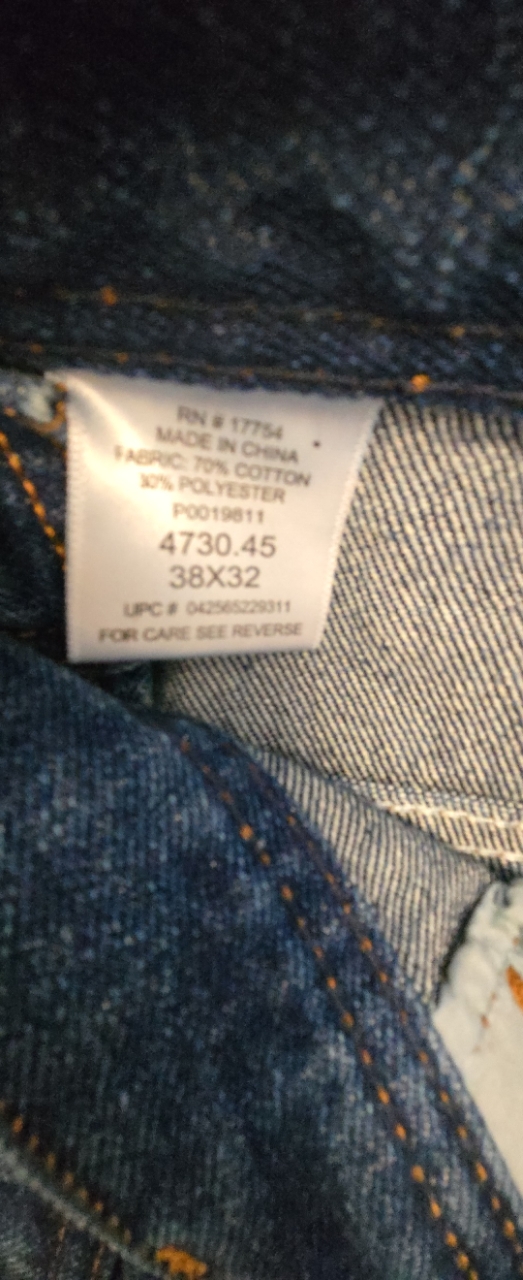 RN # 17754
MADE IN CHINA
FABRIC: 70% COTTON
30% POLYESTER
P0019811
4730.45
38X32
UPC # 042565229311
FOR CARE SEE REVERSE